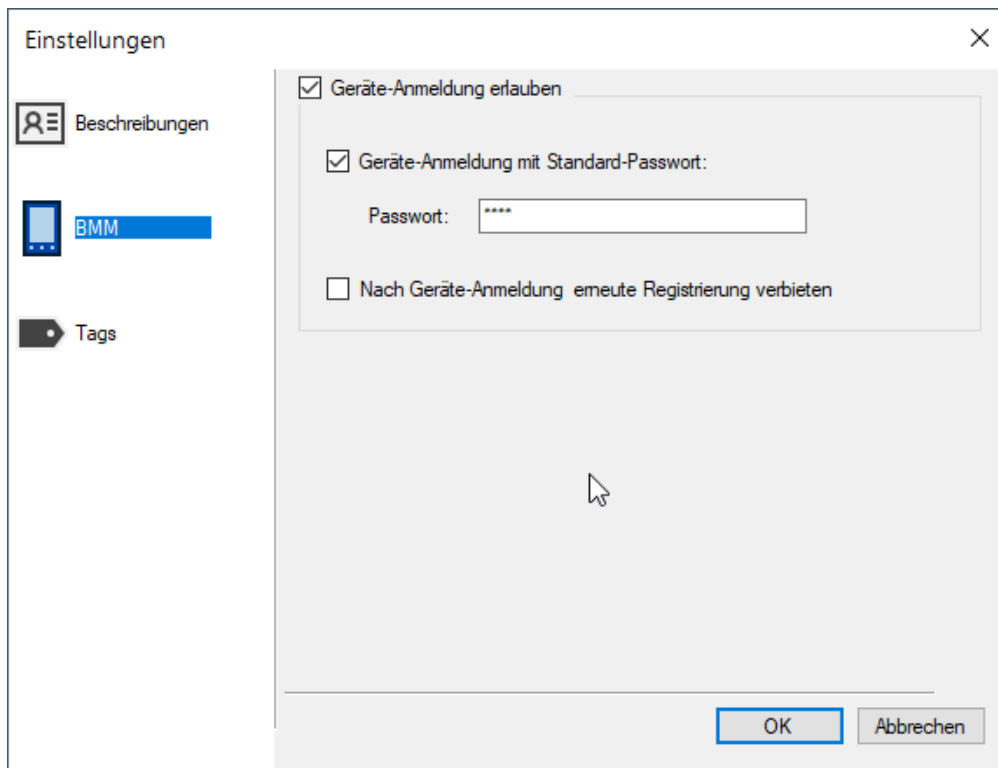 Einstellungen
Beschreibungen
BMM
Tags
Geräte-Anmeldung erlauben
Geräte-Anmeldung mit Standard-Passwort:
Passwort: ****
Nach Geräte-Anmeldung erneute Registrierung verbieten
OK Abbrechen